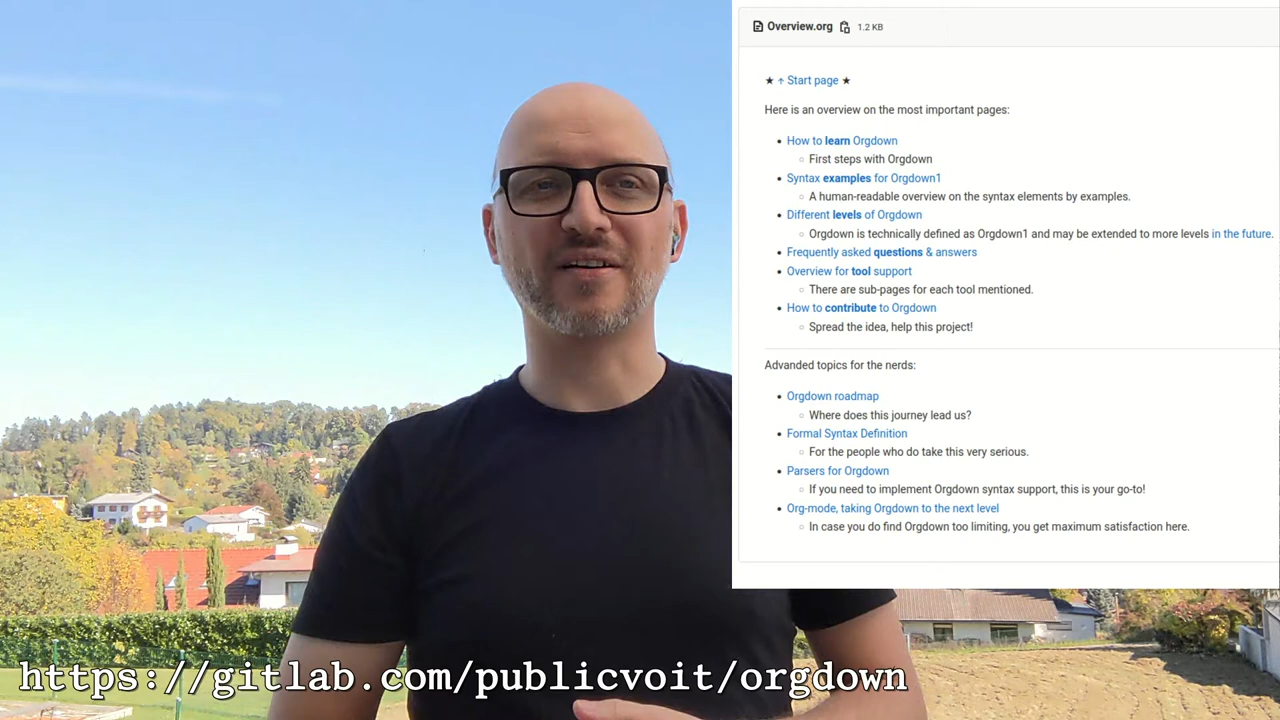 Overview.org 1.2 KB
★ ↑ Start page ★
Here is an overview on the most important pages:
• How to learn Orgdown
◦ First steps with Orgdown
• Syntax examples for Orgdown1
◦ A human-readable overview on the syntax elements by examples.
• Different levels of Orgdown
◦ Orgdown is technically defined as Orgdown1 and may be extended to more levels in the future.
• Frequently asked questions & answers
• Overview for tool support
◦ There are sub-pages for each tool mentioned.
• How to contribute to Orgdown
◦ Spread the idea, help this project!
Advanded topics for the nerds:
• Orgdown roadmap
◦ Where does this journey lead us?
• Formal Syntax Definition
◦ For the people who do take this very serious.
• Parsers for Orgdown
◦ If you need to implement Orgdown syntax support, this is your go-to!
• Org-mode, taking Orgdown to the next level
◦ In case you do find Orgdown too limiting, you get maximum satisfaction here.
https://gitlab.com/publicvoit/orgdown